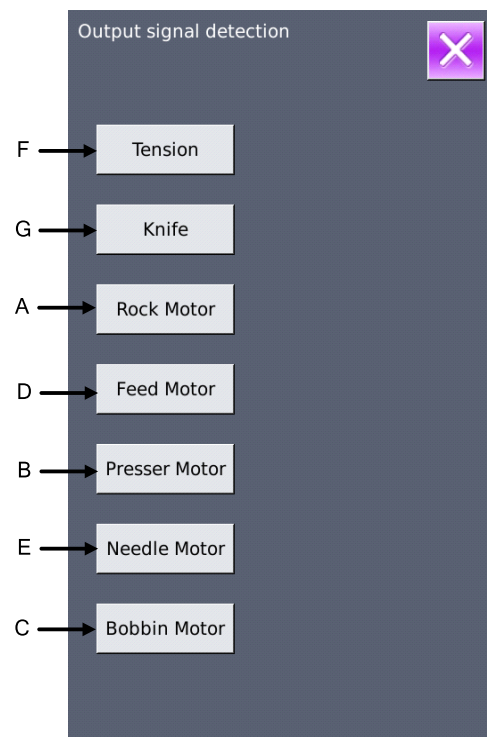 Output signal detection
F Tension
G Knife
A Rock Motor
D Feed Motor
B Presser Motor
E Needle Motor
C Bobbin Motor